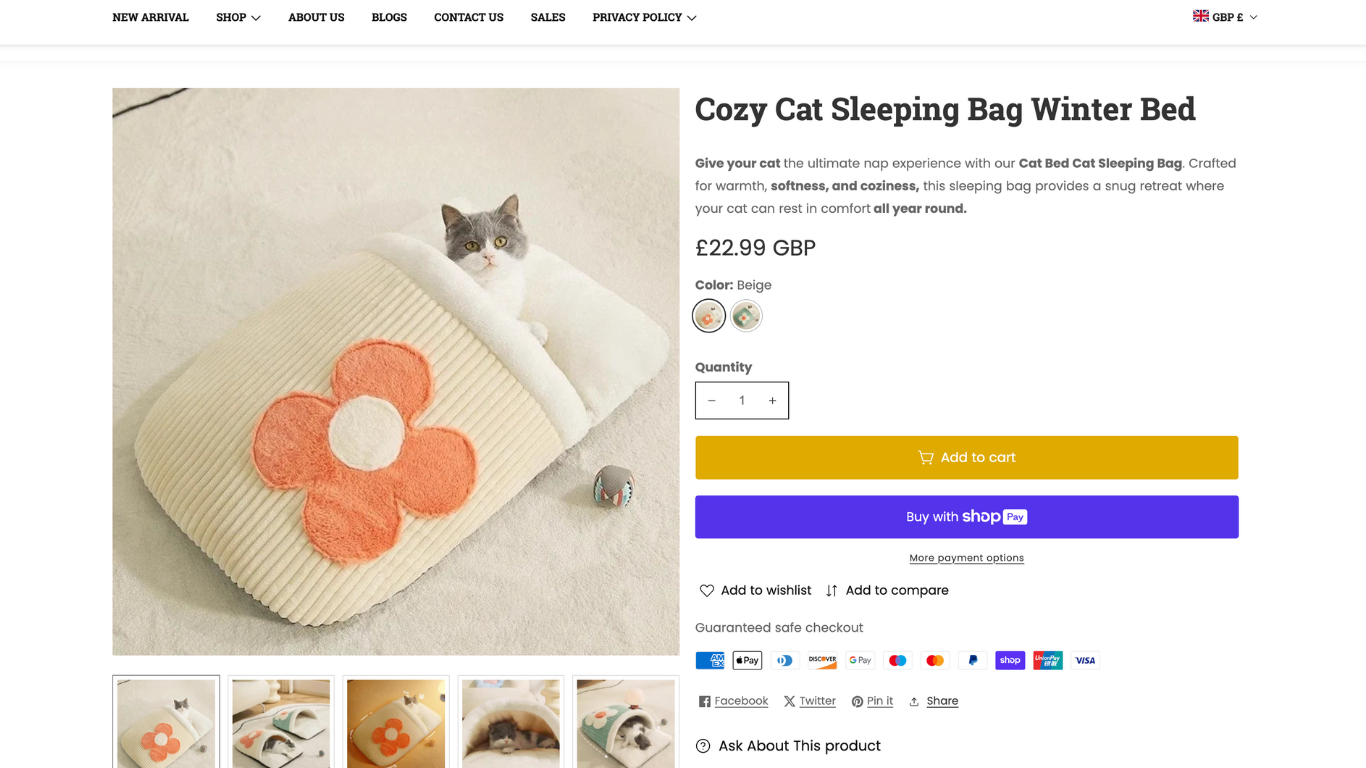 NEW ARRIVAL SHOP ABOUT US BLOGS CONTACT US SALES PRIVACY POLICY GBP £
Cozy Cat Sleeping Bag Winter Bed
Give your cat the ultimate nap experience with our Cat Bed Cat Sleeping Bag. Crafted
for warmth, softness, and coziness, this sleeping bag provides a snug retreat where
your cat can rest in comfort all year round.
£22.99 GBP
Color: Beige
Quantity
− 1 +
Add to cart
Buy with shop Pay
More payment options
Add to wishlist Add to compare
Guaranteed safe checkout
AMEX Pay DISCOVER G Pay shop UnionPay 银联 VISA
Facebook Twitter Pin it Share
Ask About This product